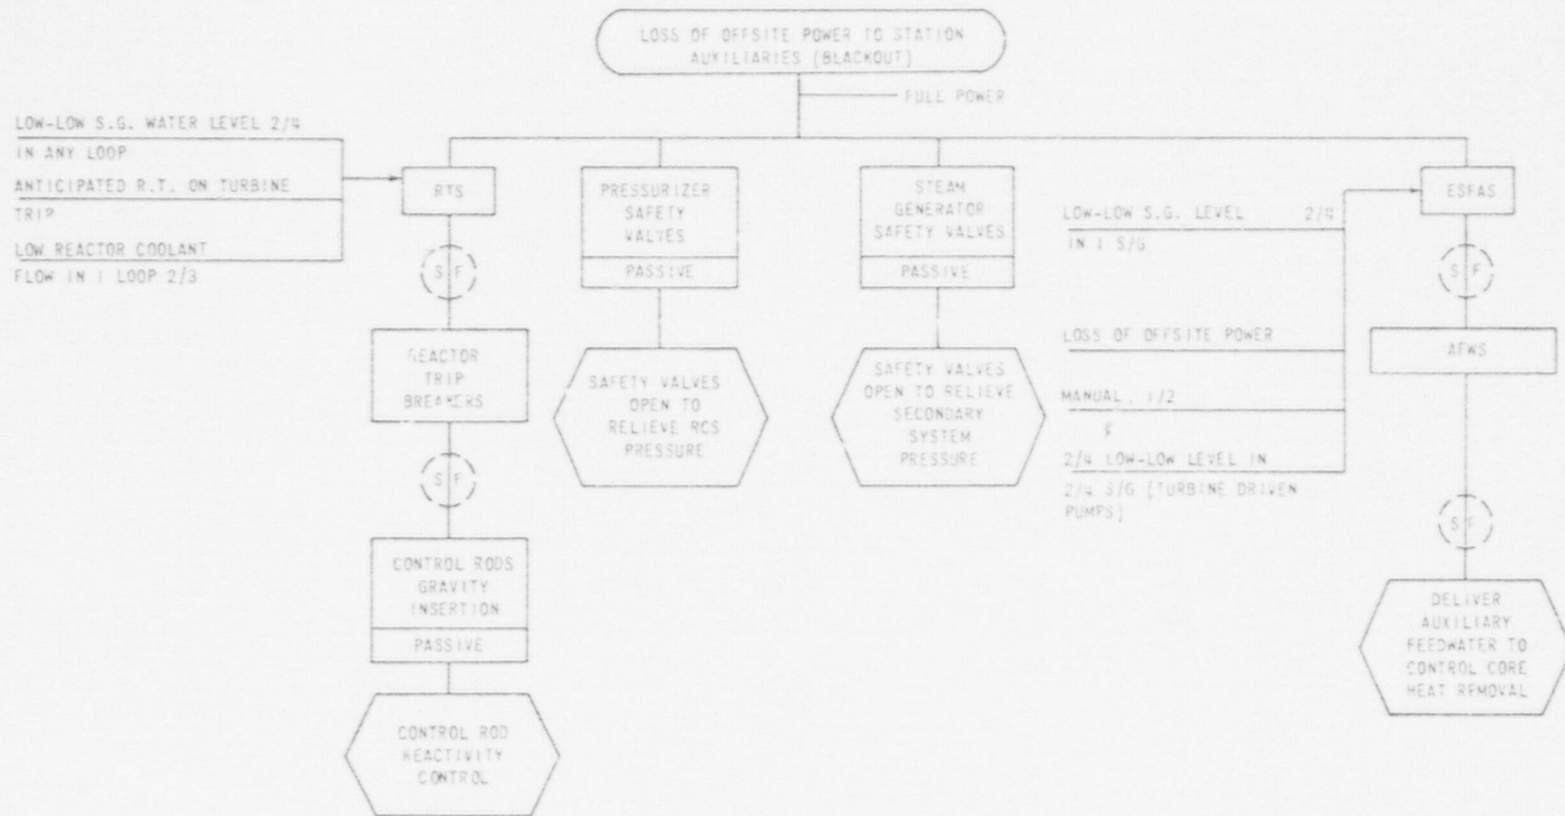 LOSS OF OFFSITE POWER TO STATION
AUXILIARIES (BLACKOUT)
FULL POWER
LOW-LOW S.G. WATER LEVEL 2/4
IN ANY LOOP
ANTICIPATED R.T. ON TURBINE
TRIP
LOW REACTOR COOLANT
FLOW IN 1 LOOP 2/3
RTS
S F
REACTOR
TRIP
BREAKERS
S F
CONTROL RODS
GRAVITY
INSERTION
PASSIVE
CONTROL ROD
REACTIVITY
CONTROL
PRESSURIZER
SAFETY
VALVES
PASSIVE
SAFETY VALVES
OPEN TO
RELIEVE RCS
PRESSURE
STEAM
GENERATOR
SAFETY VALVES
PASSIVE
SAFETY VALVES
OPEN TO RELIEVE
SECONDARY
SYSTEM
PRESSURE
LOW-LOW S.G. LEVEL 2/4
IN 1 S/G
LOSS OF OFFSITE POWER
MANUAL, 1/2
2/4 LOW-LOW LEVEL IN
2/4 S/G (TURBINE DRIVEN
PUMPS)
ESFAS
S F
AFWS
S F
DELIVER
AUXILIARY
FEEDWATER TO
CONTROL CORE
HEAT REMOVAL